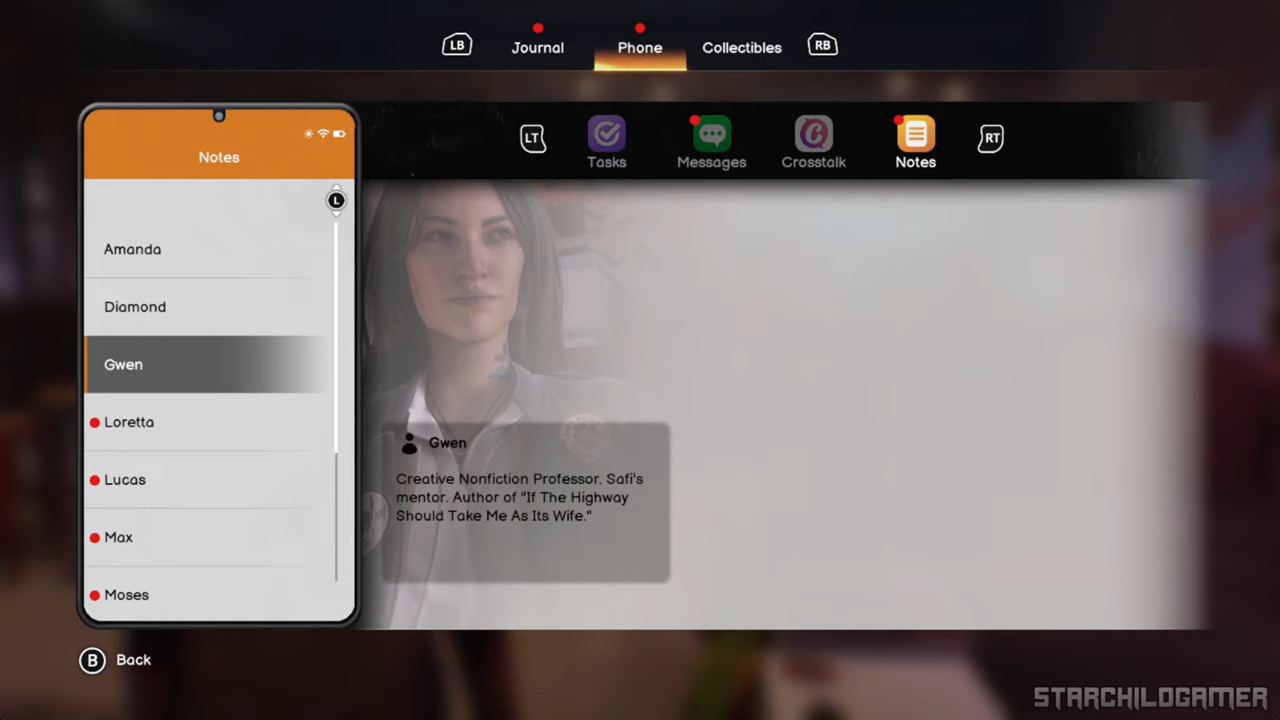 LB
Journal
Phone
Collectibles
RB
Notes
LT
Tasks
Messages
Crosstalk
Notes
RT
L
Amanda
Diamond
Gwen
Loretta
Lucas
Max
Moses
Gwen
Creative Nonfiction Professor. Safi's
mentor. Author of "If The Highway
Should Take Me As Its Wife."
B Back
STARCHILDGAMER